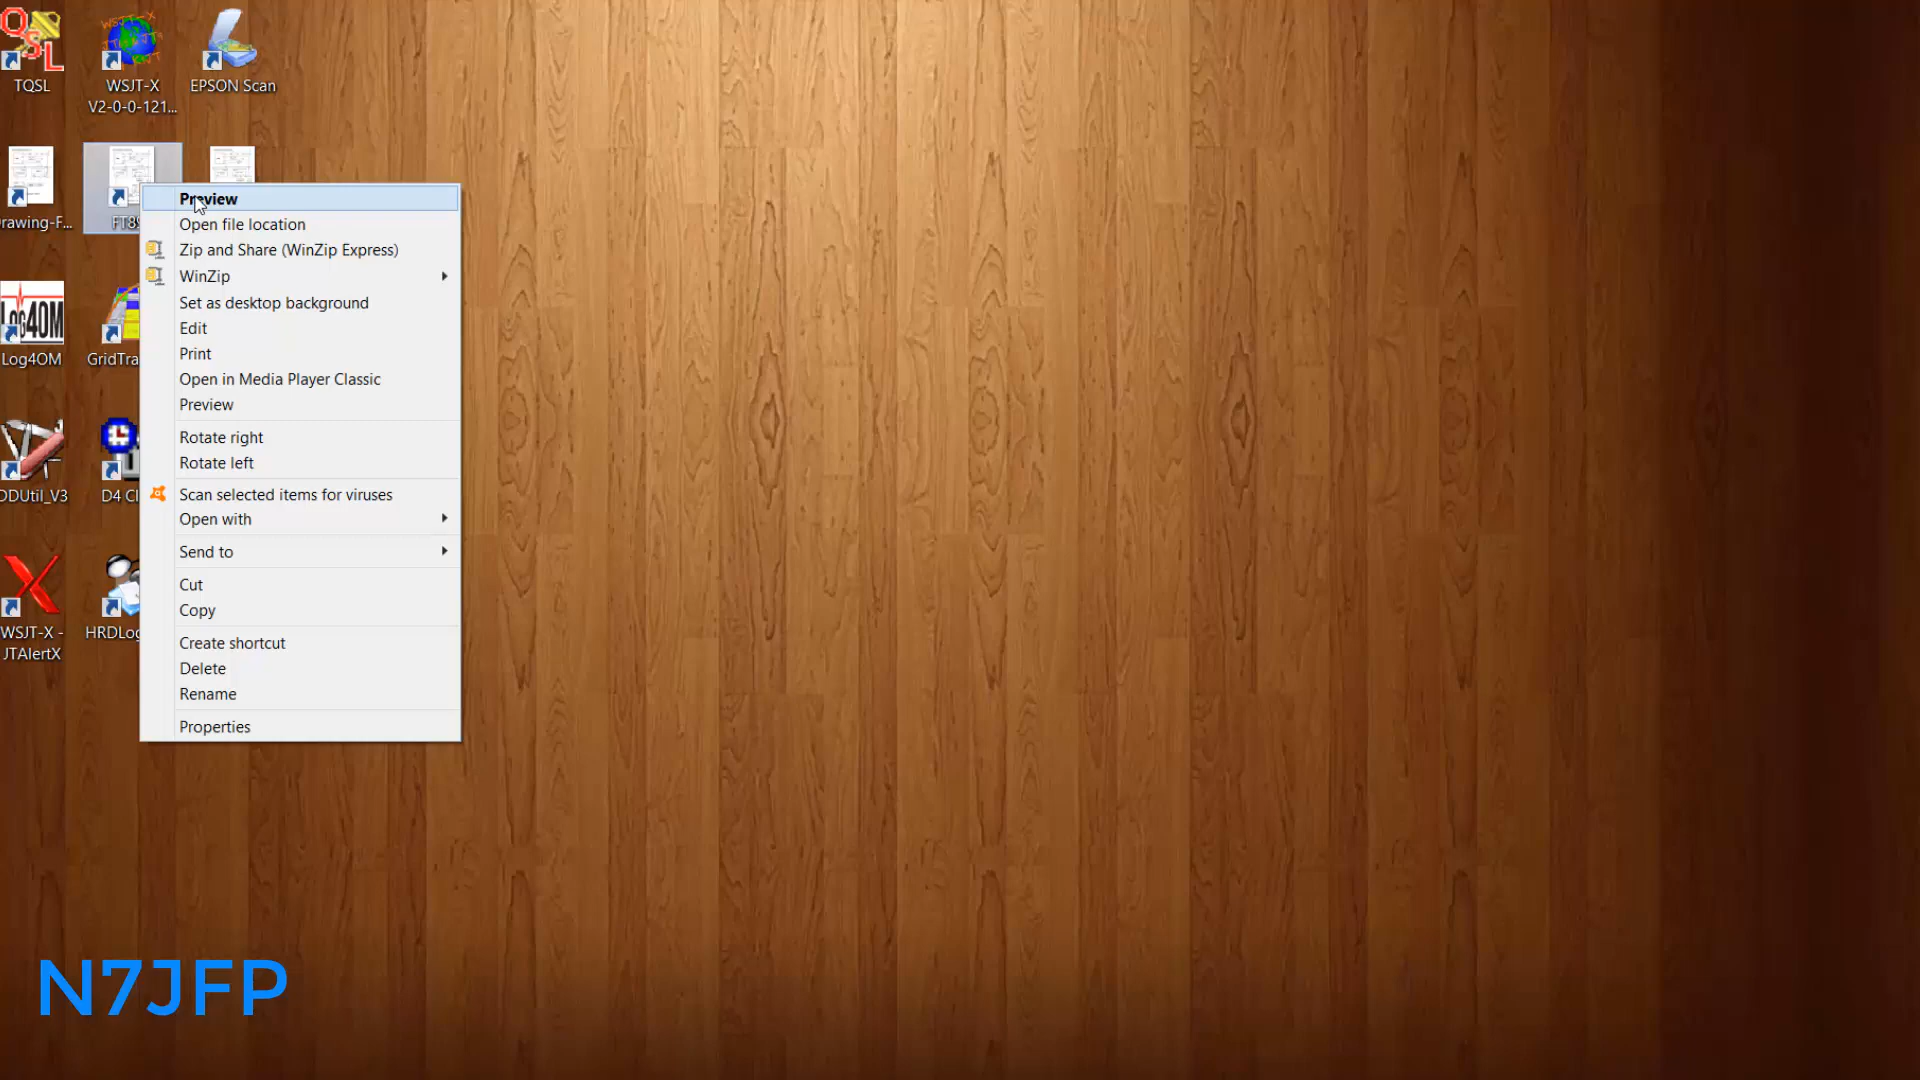 TQSL
WSJT-X
V2-0-0-121...
EPSON Scan
rawing-F...
Log4OM
DDUtil_V3
D4 Cl
WSJT-X -
JTAlertX
Preview
Open file location
Zip and Share (WinZip Express)
WinZip
Set as desktop background
Edit
Print
Open in Media Player Classic
Preview
Rotate right
Rotate left
Scan selected items for viruses
Open with
Send to
Cut
Copy
Create shortcut
Delete
Rename
Properties
GridTra
HRDLog
QSL
LOG4OM
N7JFP